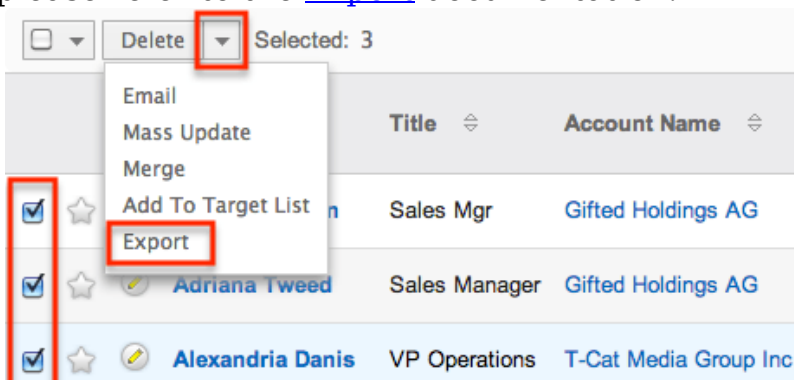 Delete Selected: 3
Email
Mass Update
Merge
Add To Target List
Export
Title Account Name
n Sales Mgr Gifted Holdings AG
Adriana Tweed Sales Manager Gifted Holdings AG
Alexandria Danis VP Operations T-Cat Media Group Inc